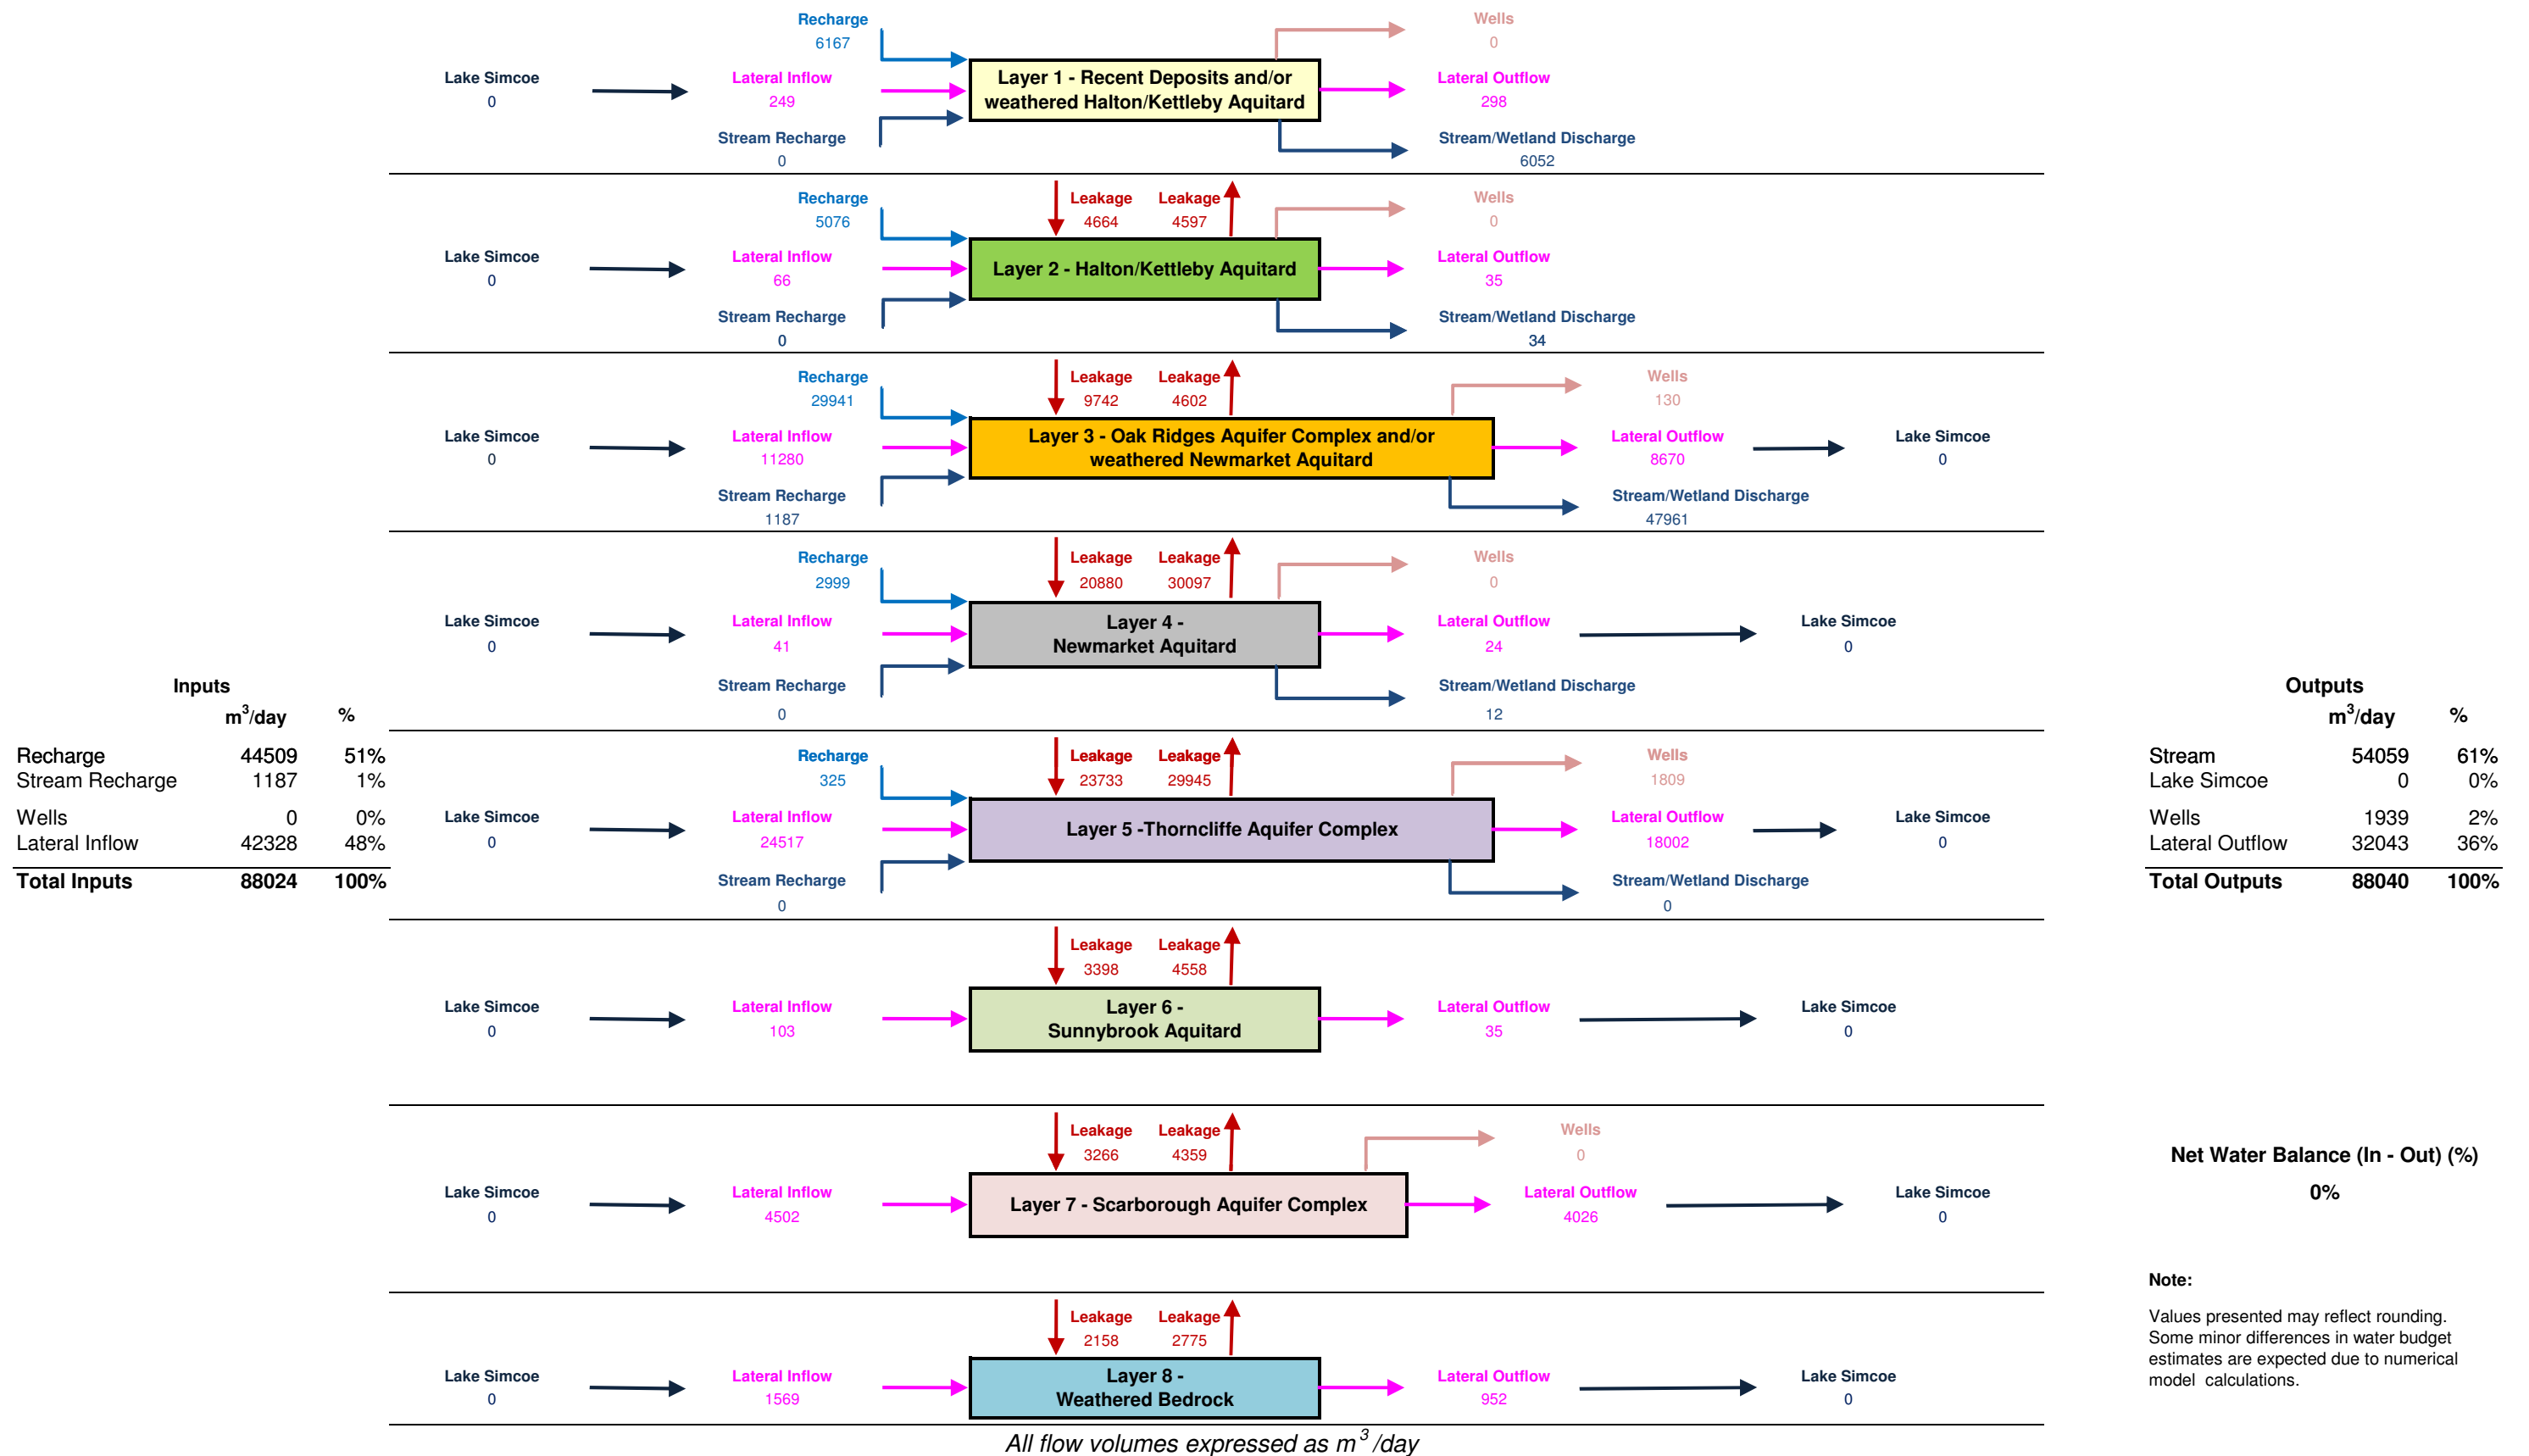 Recharge
6167
Wells
0
Lake Simcoe
0
Lateral Inflow
249
Layer 1 - Recent Deposits and/or
weathered Halton/Kettleby Aquitard
Lateral Outflow
298
Stream Recharge
0
Stream/Wetland Discharge
6052
Recharge
5076
Leakage
4664
Leakage
4597
Wells
0
Lake Simcoe
0
Lateral Inflow
66
Layer 2 - Halton/Kettleby Aquitard
Lateral Outflow
35
Stream Recharge
0
Stream/Wetland Discharge
34
Recharge
29941
Leakage
9742
Leakage
4602
Wells
130
Lake Simcoe
0
Lateral Inflow
11280
Layer 3 - Oak Ridges Aquifer Complex and/or
weathered Newmarket Aquitard
Lateral Outflow
8670
Lake Simcoe
0
Stream Recharge
1187
Stream/Wetland Discharge
47961
Recharge
2999
Leakage
20880
Leakage
30097
Wells
0
Lake Simcoe
0
Lateral Inflow
41
Layer 4 -
Newmarket Aquitard
Lateral Outflow
24
Lake Simcoe
0
Stream Recharge
0
Stream/Wetland Discharge
12
Inputs
m³/day %
Recharge 44509 51%
Stream Recharge 1187 1%
Wells 0 0%
Lateral Inflow 42328 48%
Total Inputs 88024 100%
Recharge
325
Leakage
23733
Leakage
29945
Wells
1809
Lake Simcoe
0
Lateral Inflow
24517
Layer 5 -Thorncliffe Aquifer Complex
Lateral Outflow
18002
Lake Simcoe
0
Stream Recharge
0
Stream/Wetland Discharge
0
Outputs
m³/day %
Stream 54059 61%
Lake Simcoe 0 0%
Wells 1939 2%
Lateral Outflow 32043 36%
Total Outputs 88040 100%
Leakage
3398
Leakage
4558
Lake Simcoe
0
Lateral Inflow
103
Layer 6 -
Sunnybrook Aquitard
Lateral Outflow
35
Lake Simcoe
0
Leakage
3266
Leakage
4359
Wells
0
Lake Simcoe
0
Lateral Inflow
4502
Layer 7 - Scarborough Aquifer Complex
Lateral Outflow
4026
Lake Simcoe
0
Net Water Balance (In - Out) (%)
0%
Leakage
2158
Leakage
2775
Lake Simcoe
0
Lateral Inflow
1569
Layer 8 -
Weathered Bedrock
Lateral Outflow
952
Lake Simcoe
0
Note:
Values presented may reflect rounding.
Some minor differences in water budget
estimates are expected due to numerical
model calculations.
All flow volumes expressed as m³ /day